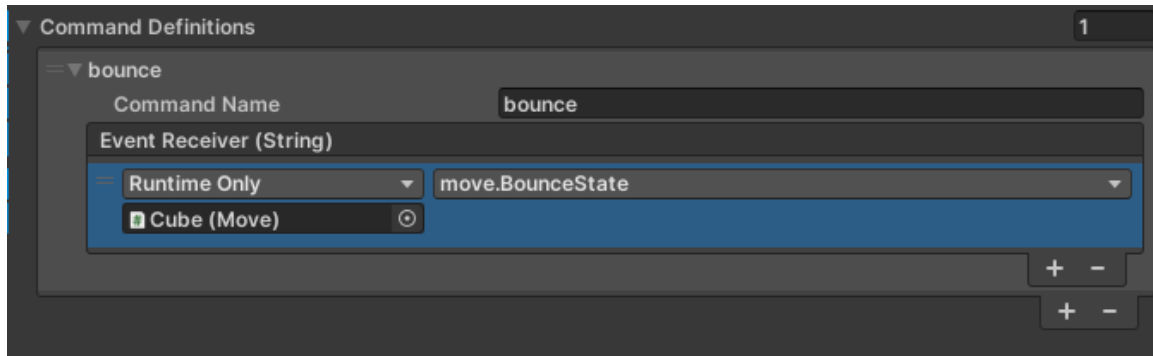 Command Definitions 1
bounce
Command Name bounce
Event Receiver (String)
Runtime Only move.BounceState
Cube (Move)
+ -
+ -